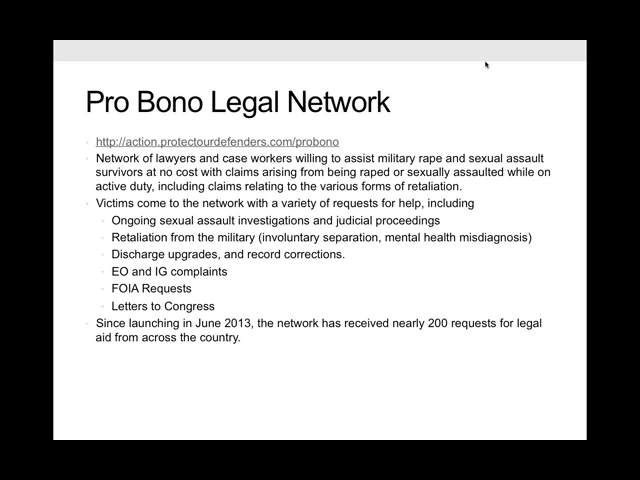 Pro Bono Legal Network
http://action.protectourdefenders.com/probono
Network of lawyers and case workers willing to assist military rape and sexual assault
survivors at no cost with claims arising from being raped or sexually assaulted while on
active duty, including claims relating to the various forms of retaliation.
Victims come to the network with a variety of requests for help, including
Ongoing sexual assault investigations and judicial proceedings
Retaliation from the military (involuntary separation, mental health misdiagnosis)
Discharge upgrades, and record corrections.
EO and IG complaints
FOIA Requests
Letters to Congress
Since launching in June 2013, the network has received nearly 200 requests for legal
aid from across the country.